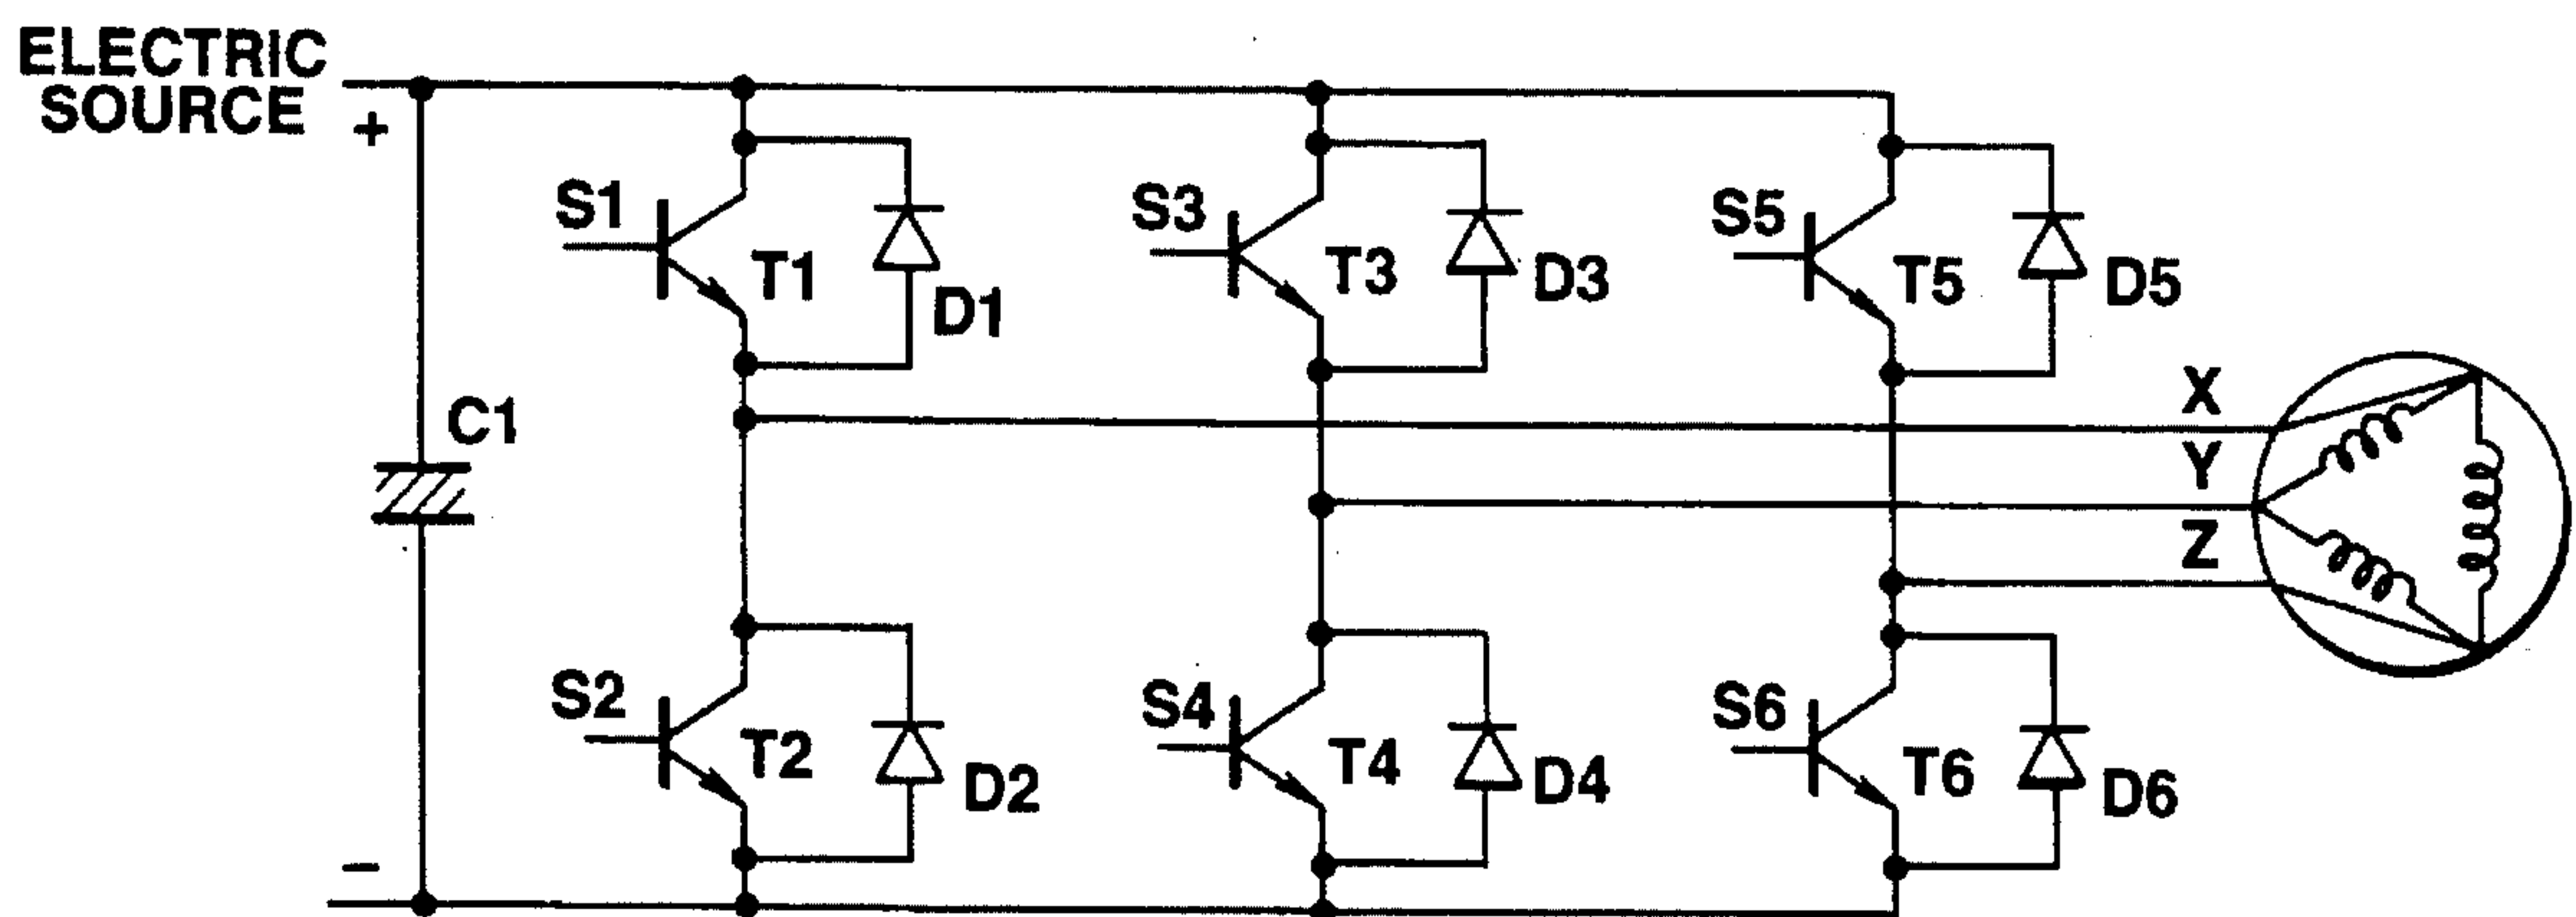 ELECTRIC
SOURCE
+
S1
T1
D1
S3
T3
D3
S5
T5
D5
C1
X
Y
Z
S2
T2
D2
S4
T4
D4
S6
T6
D6
−